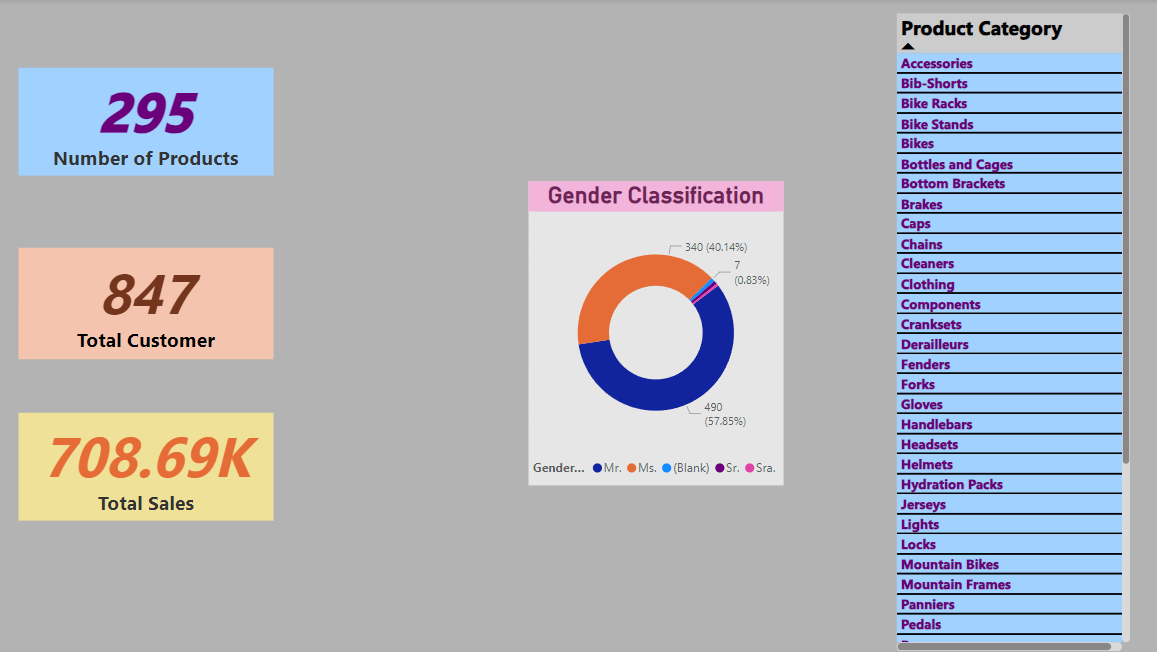 295
Number of Products
847
Total Customer
708.69K
Total Sales
Gender Classification
340 (40.14%)
7
(0.83%)
490
(57.85%)
Gender... Mr. Ms. (Blank) Sr. Sra.
Product Category
Accessories
Bib-Shorts
Bike Racks
Bike Stands
Bikes
Bottles and Cages
Bottom Brackets
Brakes
Caps
Chains
Cleaners
Clothing
Components
Cranksets
Derailleurs
Fenders
Forks
Gloves
Handlebars
Headsets
Helmets
Hydration Packs
Jerseys
Lights
Locks
Mountain Bikes
Mountain Frames
Panniers
Pedals